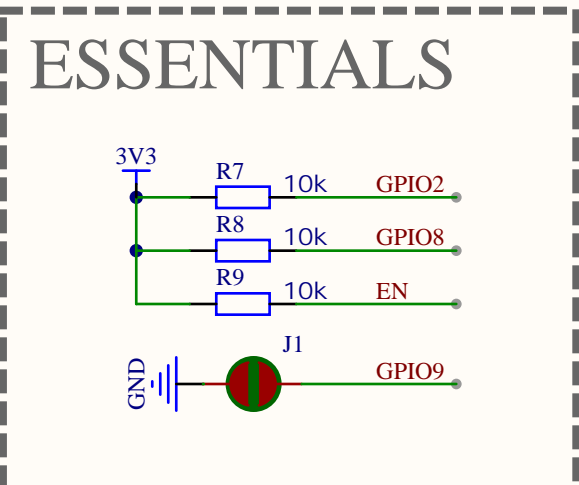 ESSENTIALS
3V3
R7 10k GPIO2
R8 10k GPIO8
R9 10k EN
J1
GND GPIO9